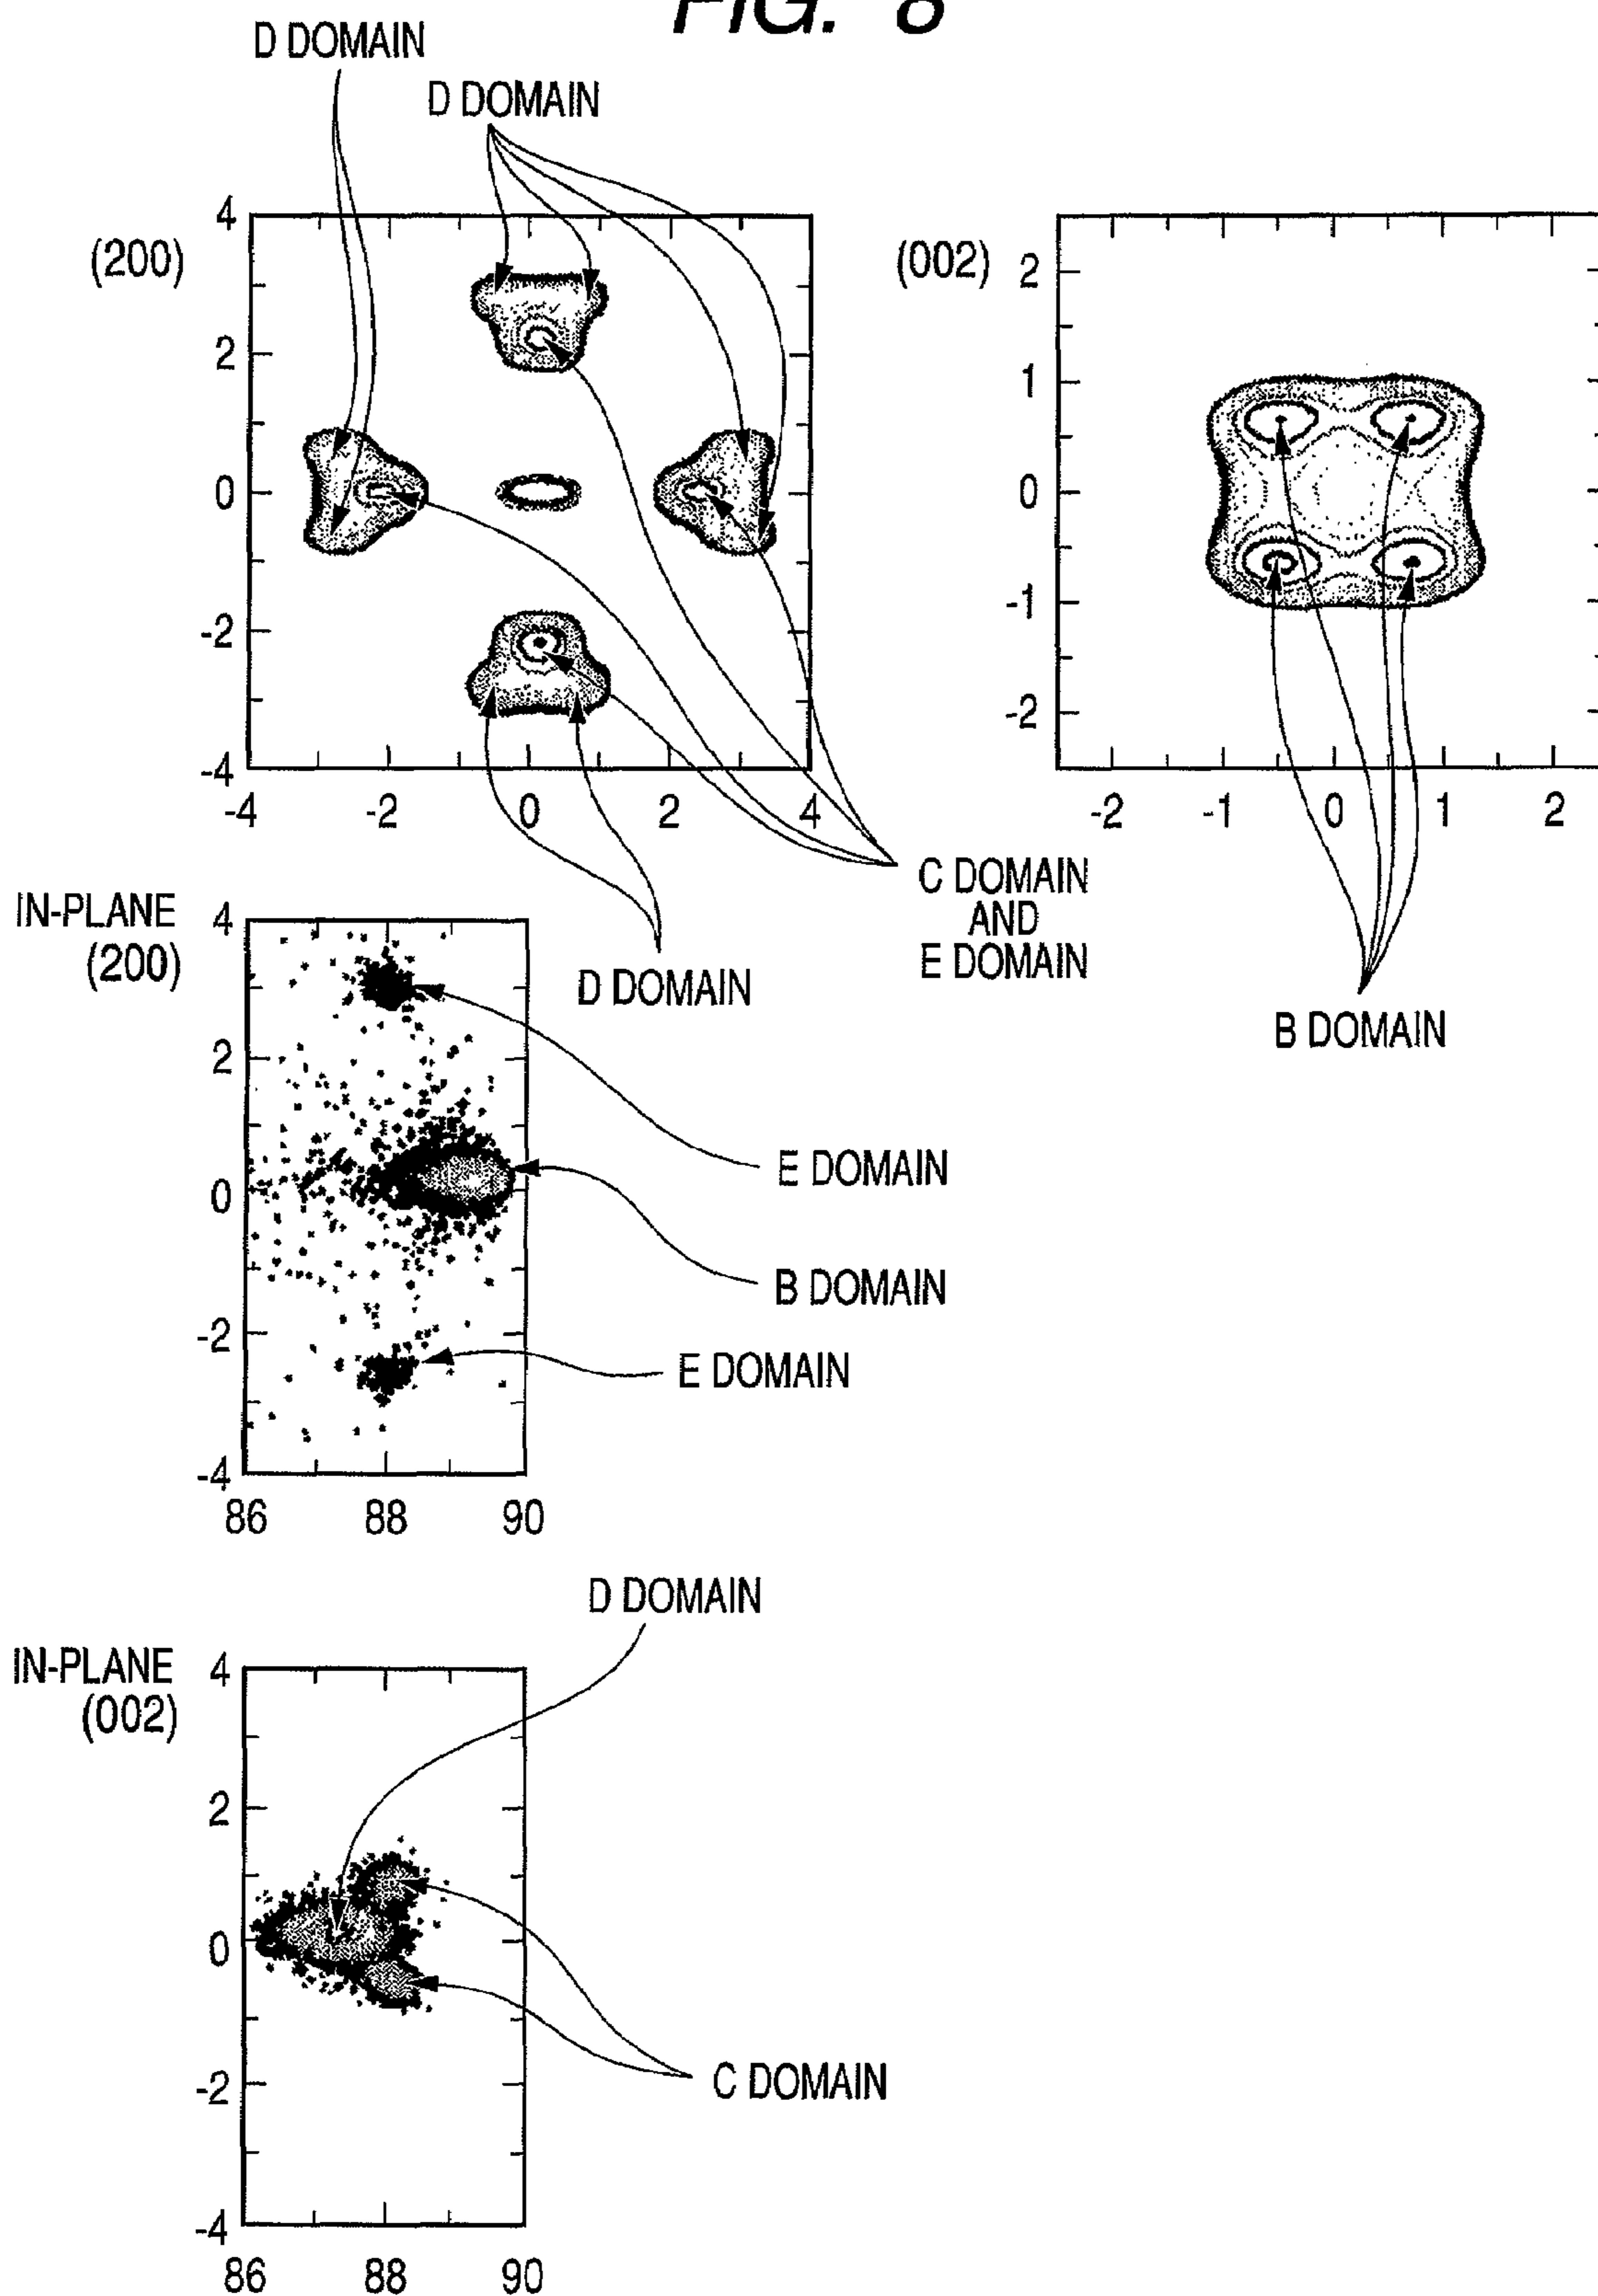 FIG. 8
D DOMAIN
D DOMAIN
(200)
4
2
0
-2
-4
-4 -2 0 2 4
(002)
2
1
0
-1
-2
-2 -1 0 1 2
C DOMAIN
AND
E DOMAIN
D DOMAIN
B DOMAIN
IN-PLANE
(200)
4
2
0
-2
-4
86 88 90
E DOMAIN
B DOMAIN
E DOMAIN
D DOMAIN
IN-PLANE
(002)
4
2
0
-2
-4
86 88 90
C DOMAIN